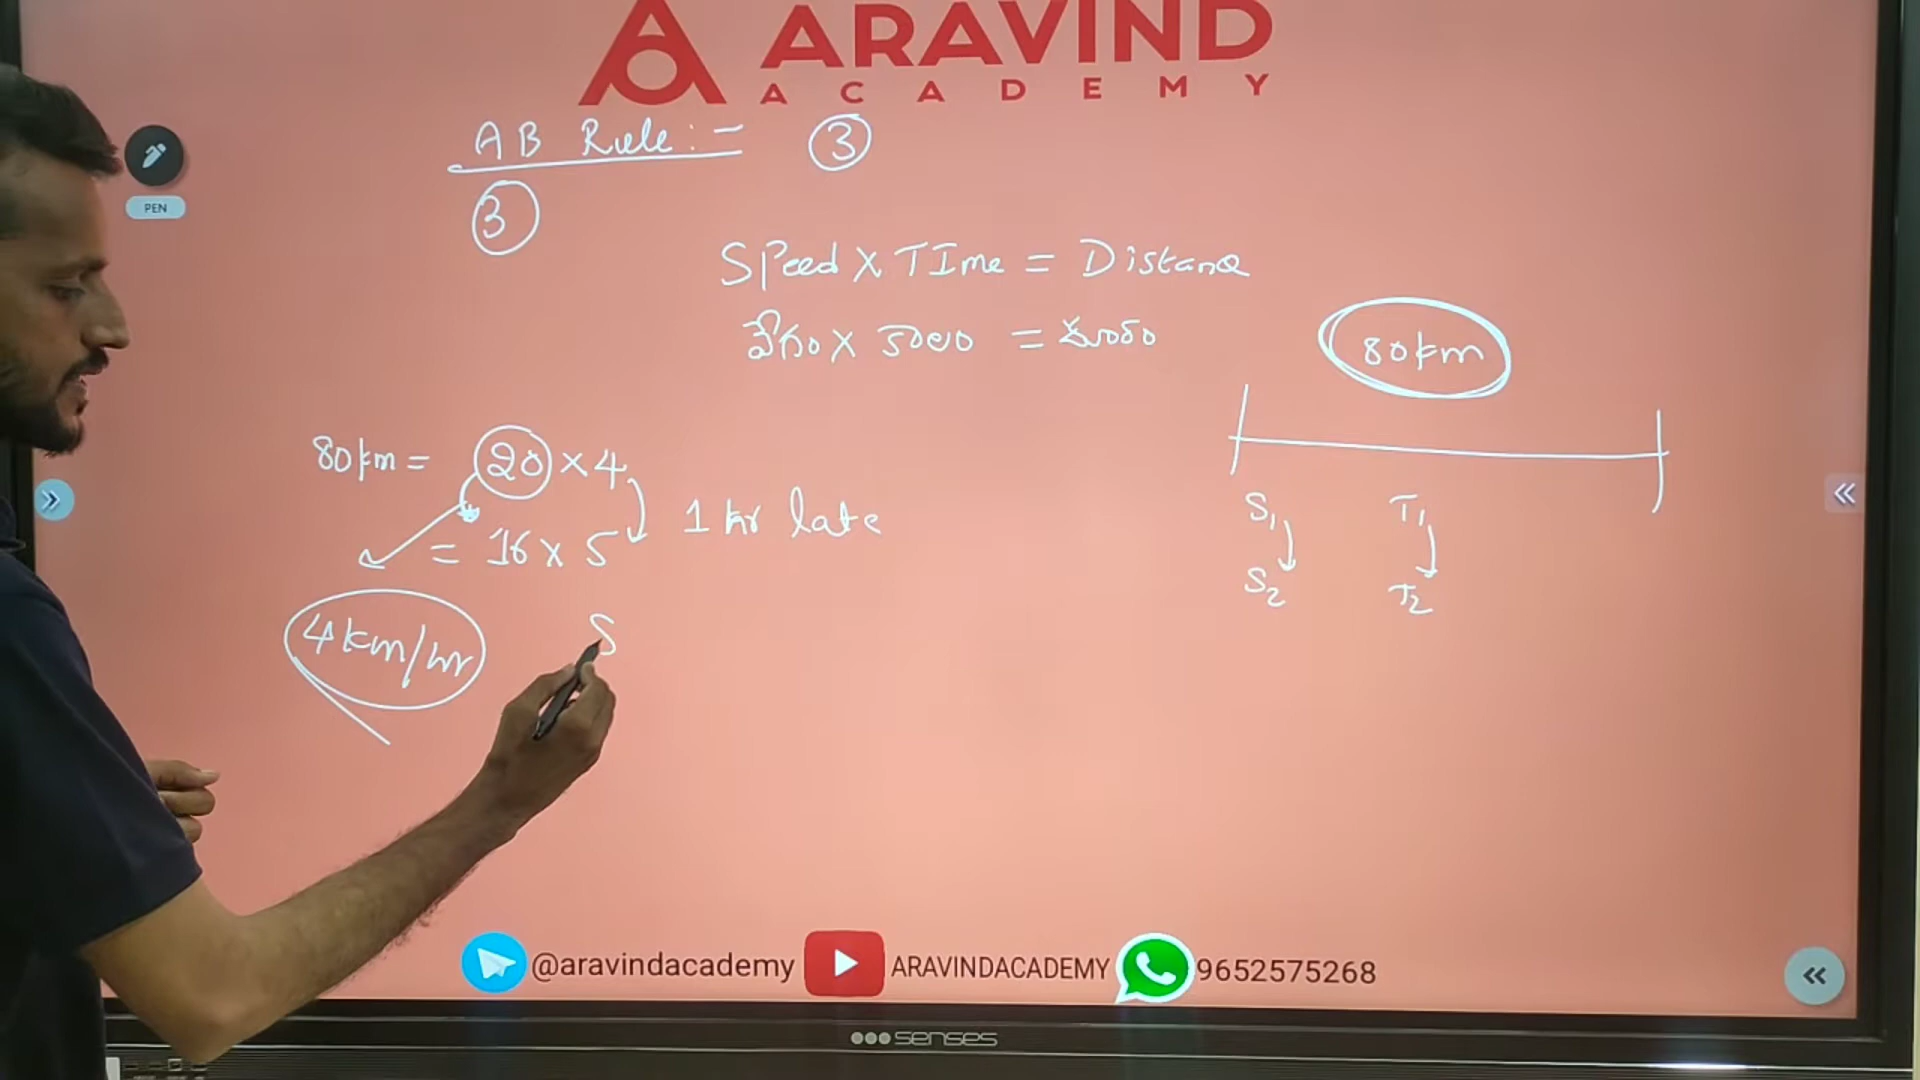 ARAVIND
ACADEMY
AB Rule:- 3
3
PEN
Speed X TIme = Distance
వేగం X కాలం = దూరం
80km
80km = 20 × 4
1 hr late
= 16 × 5
4km/hr
S
S1 T1
S2 T2
@aravindacademy ARAVINDACADEMY 9652575268
senses